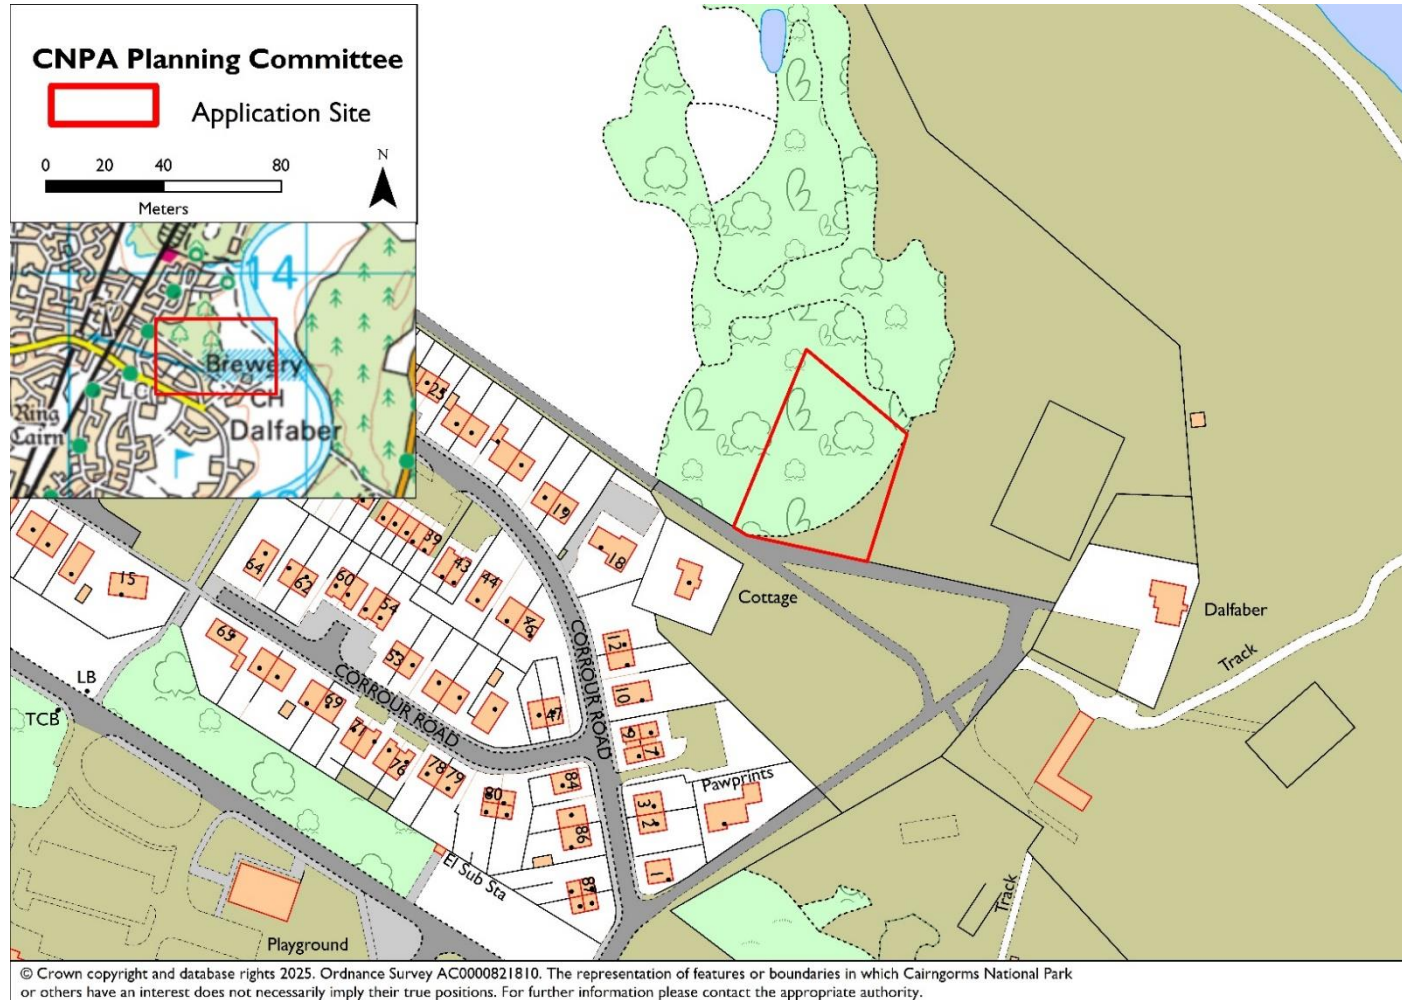 CNPA Planning Committee
Application Site
0 20 40 80
Meters
N
14
Brewery
LC
CH
Ring
Cairn
Dalfaber
25
19
18
39
43
44
46
64
62
60
54
53
15
65
69
71
76
78
79
80
47
12
10
9
7
3
2
1
84
86
87
CORROUR ROAD
CORROUR ROAD
Cottage
Dalfaber
Track
Pawprints
LB
TCB
El Sub Sta
Playground
Track
© Crown copyright and database rights 2025. Ordnance Survey AC0000821810. The representation of features or boundaries in which Cairngorms National Park
or others have an interest does not necessarily imply their true positions. For further information please contact the appropriate authority.